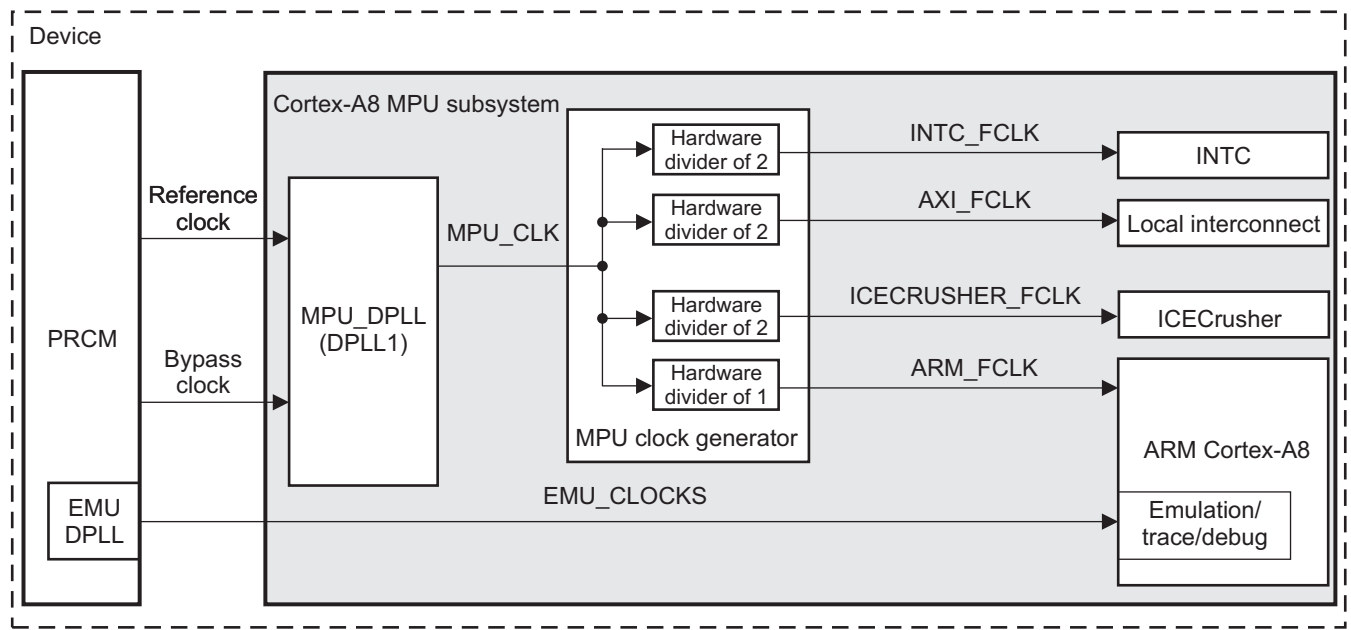 Device
Cortex-A8 MPU subsystem
Hardware
divider of 2
INTC_FCLK
INTC
Reference
clock
Hardware
divider of 2
AXI_FCLK
Local interconnect
MPU_CLK
PRCM
MPU_DPLL
(DPLL1)
Hardware
divider of 2
ICECRUSHER_FCLK
ICECrusher
Bypass
clock
Hardware
divider of 1
ARM_FCLK
MPU clock generator
ARM Cortex-A8
EMU
DPLL
EMU_CLOCKS
Emulation/
trace/debug